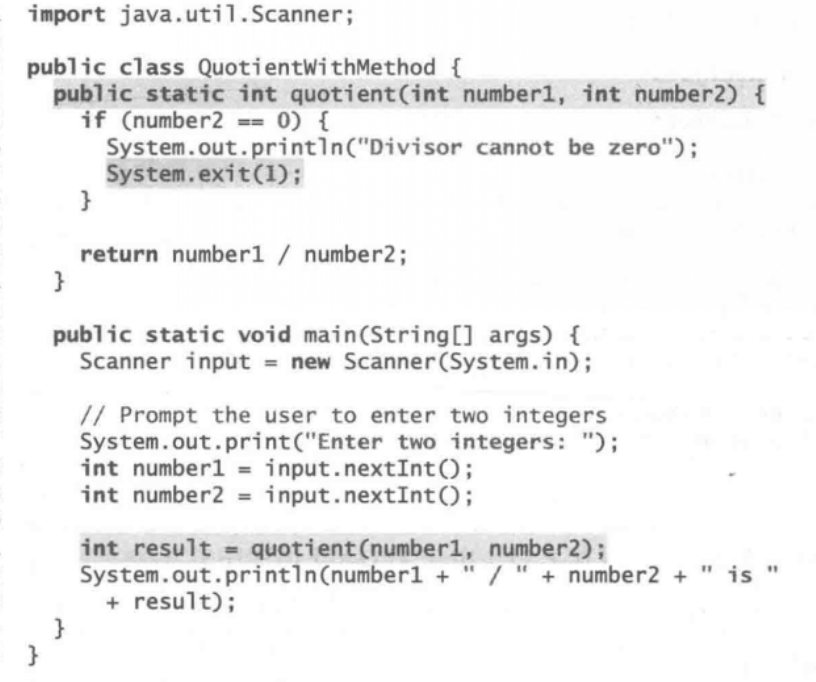 import java.util.Scanner;

public class QuotientWithMethod {
  public static int quotient(int number1, int number2) {
    if (number2 == 0) {
      System.out.println("Divisor cannot be zero");
      System.exit(1);
    }

    return number1 / number2;
  }

  public static void main(String[] args) {
    Scanner input = new Scanner(System.in);

    // Prompt the user to enter two integers
    System.out.print("Enter two integers: ");
    int number1 = input.nextInt();
    int number2 = input.nextInt();

    int result = quotient(number1, number2);
    System.out.println(number1 + " / " + number2 + " is "
      + result);
  }
}